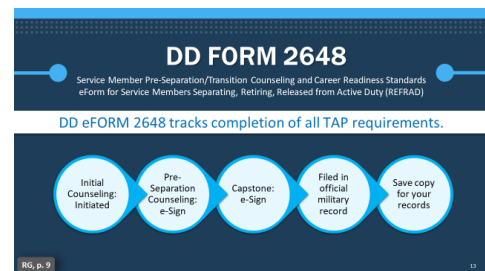 DD FORM 2648
Service Member Pre-Separation/Transition Counseling and Career Readiness Standards
eForm for Service Members Separating, Retiring, Released from Active Duty (REFRAD)
DD eFORM 2648 tracks completion of all TAP requirements.
Initial
Counseling:
Initiated
Pre-
Separation
Counseling:
e-Sign
Capstone:
e-Sign
Filed in
official
military
record
Save copy
for your
records
RG, p. 9
13